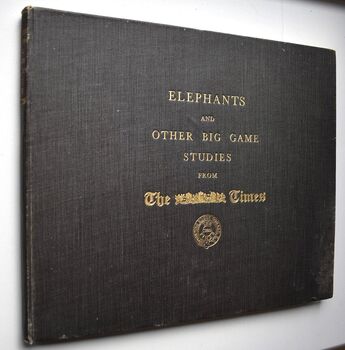 ELEPHANTS
AND
OTHER BIG GAME
STUDIES
FROM
The Times